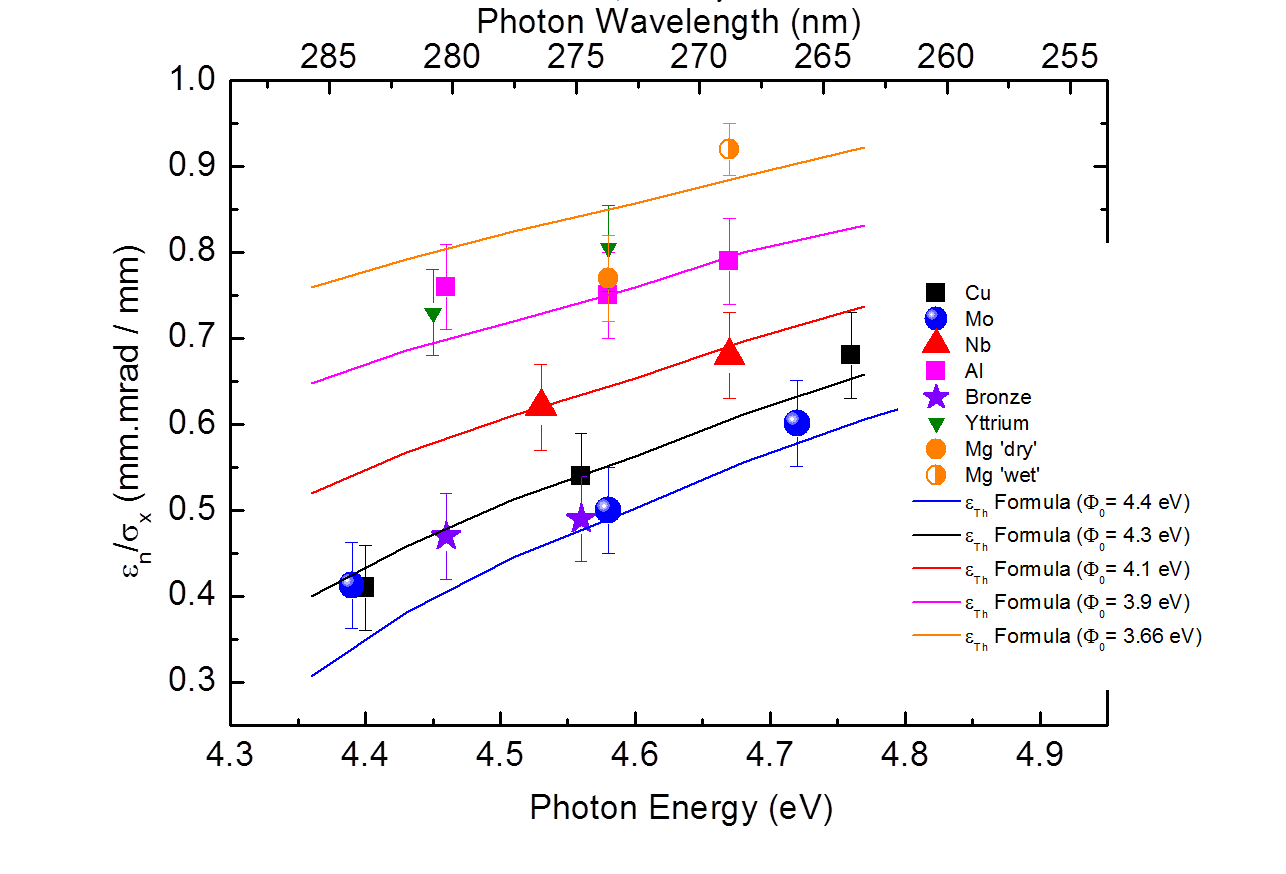 Photon Wavelength (nm)
285 280 275 270 265 260 255
1.0
0.9
0.8
0.7
0.6
0.5
0.4
0.3
εn/σx (mm.mrad / mm)
Cu
Mo
Nb
Al
Bronze
Yttrium
Mg 'dry'
Mg 'wet'
εTh Formula (Φ0= 4.4 eV)
εTh Formula (Φ0= 4.3 eV)
εTh Formula (Φ0= 4.1 eV)
εTh Formula (Φ0= 3.9 eV)
εTh Formula (Φ0= 3.66 eV)
4.3 4.4 4.5 4.6 4.7 4.8 4.9
Photon Energy (eV)